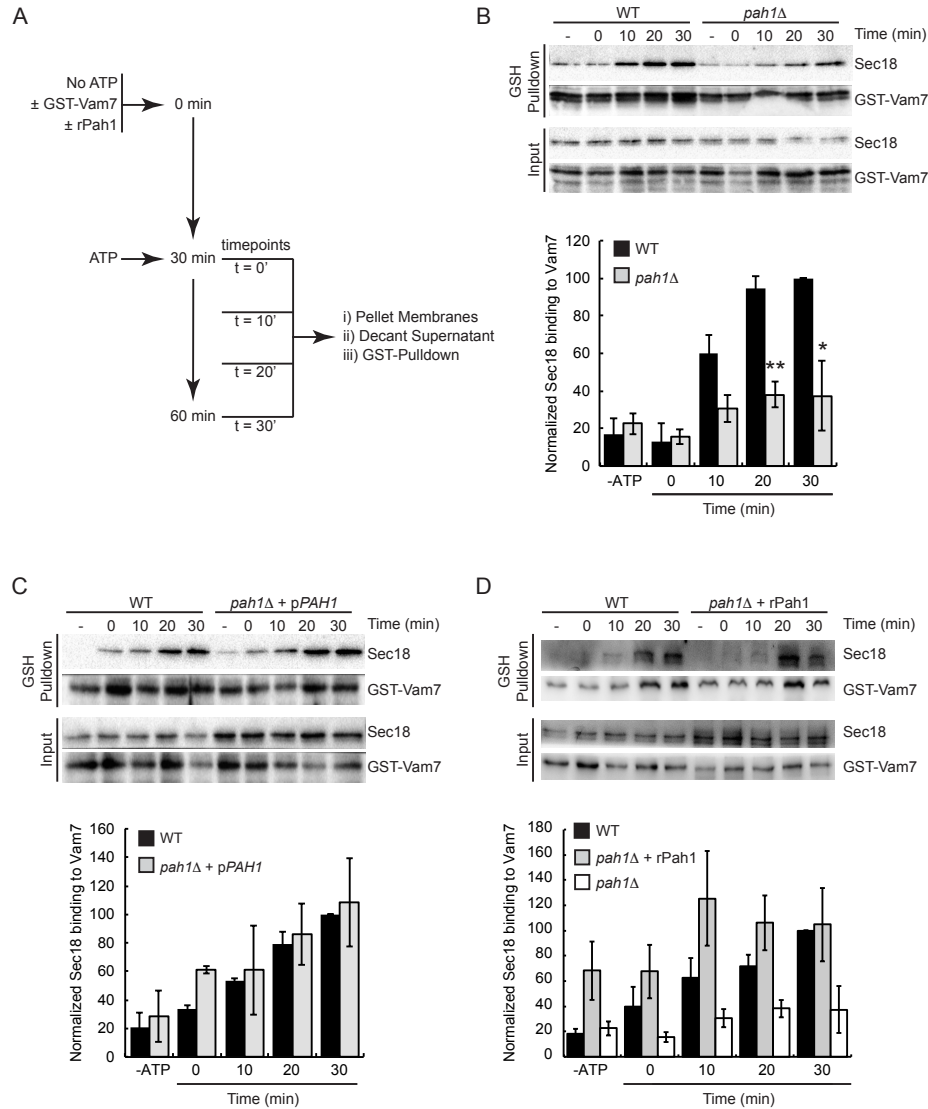 A
No ATP
± GST-Vam7
± rPah1
0 min
ATP
30 min
timepoints
t = 0'
t = 10'
t = 20'
t = 30'
60 min
i) Pellet Membranes
ii) Decant Supernatant
iii) GST-Pulldown
B
WT
pah1Δ
- 0 10 20 30 - 0 10 20 30 Time (min)
GSH Pulldown
Sec18
GST-Vam7
Input
Sec18
GST-Vam7
Normalized Sec18 binding to Vam7
120
100
80
60
40
20
0
WT
pah1Δ
**
*
-ATP 0 10 20 30
Time (min)
C
WT
pah1Δ + pPAH1
- 0 10 20 30 - 0 10 20 30 Time (min)
GSH Pulldown
Sec18
GST-Vam7
Input
Sec18
GST-Vam7
Normalized Sec18 binding to Vam7
160
140
120
100
80
60
40
20
0
WT
pah1Δ + pPAH1
-ATP 0 10 20 30
Time (min)
D
WT
pah1Δ + rPah1
- 0 10 20 30 - 0 10 20 30 Time (min)
GSH Pulldown
Sec18
GST-Vam7
Input
Sec18
GST-Vam7
Normalized Sec18 binding to Vam7
180
160
140
120
100
80
60
40
20
0
WT
pah1Δ + rPah1
pah1Δ
-ATP 0 10 20 30
Time (min)